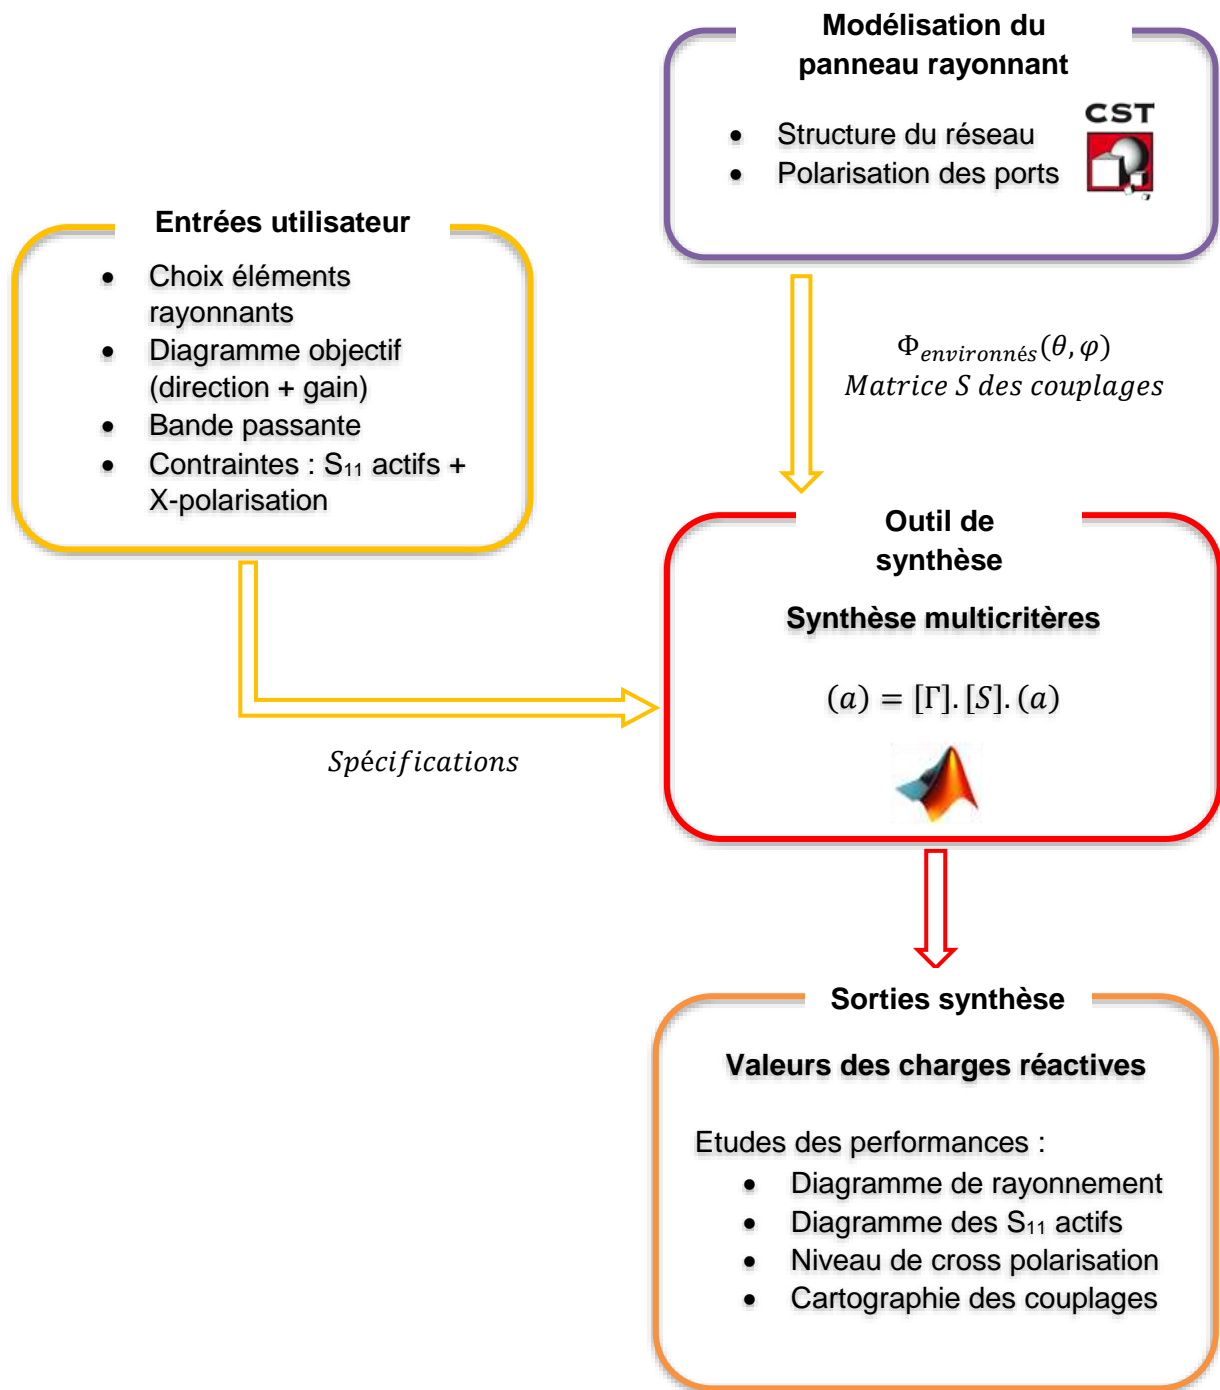 Modélisation du
panneau rayonnant
CST
• Structure du réseau
• Polarisation des ports
Entrées utilisateur
• Choix éléments
rayonnants
• Diagramme objectif
(direction + gain)
• Bande passante
• Contraintes : S₁₁ actifs +
X-polarisation
Φ_environnés(θ, φ)
Matrice S des couplages
Spécifications
Outil de
synthèse
Synthèse multicritères
(a) = [Γ]. [S]. (a)
Sorties synthèse
Valeurs des charges réactives
Etudes des performances :
• Diagramme de rayonnement
• Diagramme des S₁₁ actifs
• Niveau de cross polarisation
• Cartographie des couplages